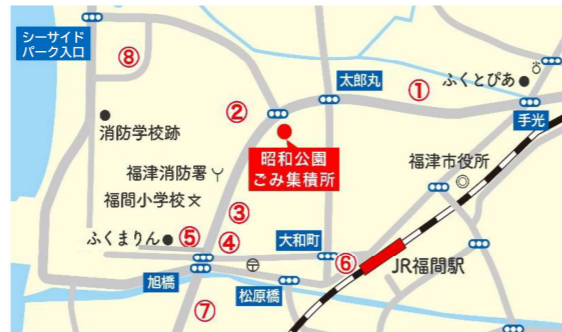 シーサイド
パーク入口
⑧
消防学校跡
②
太郎丸
①
ふくとぴあ
手光
昭和公園
ごみ集積所
福津消防署
福間小学校
福津市役所
③
ふくまりん
⑤
④
大和町
⑥
JR福間駅
旭橋
松原橋
⑦